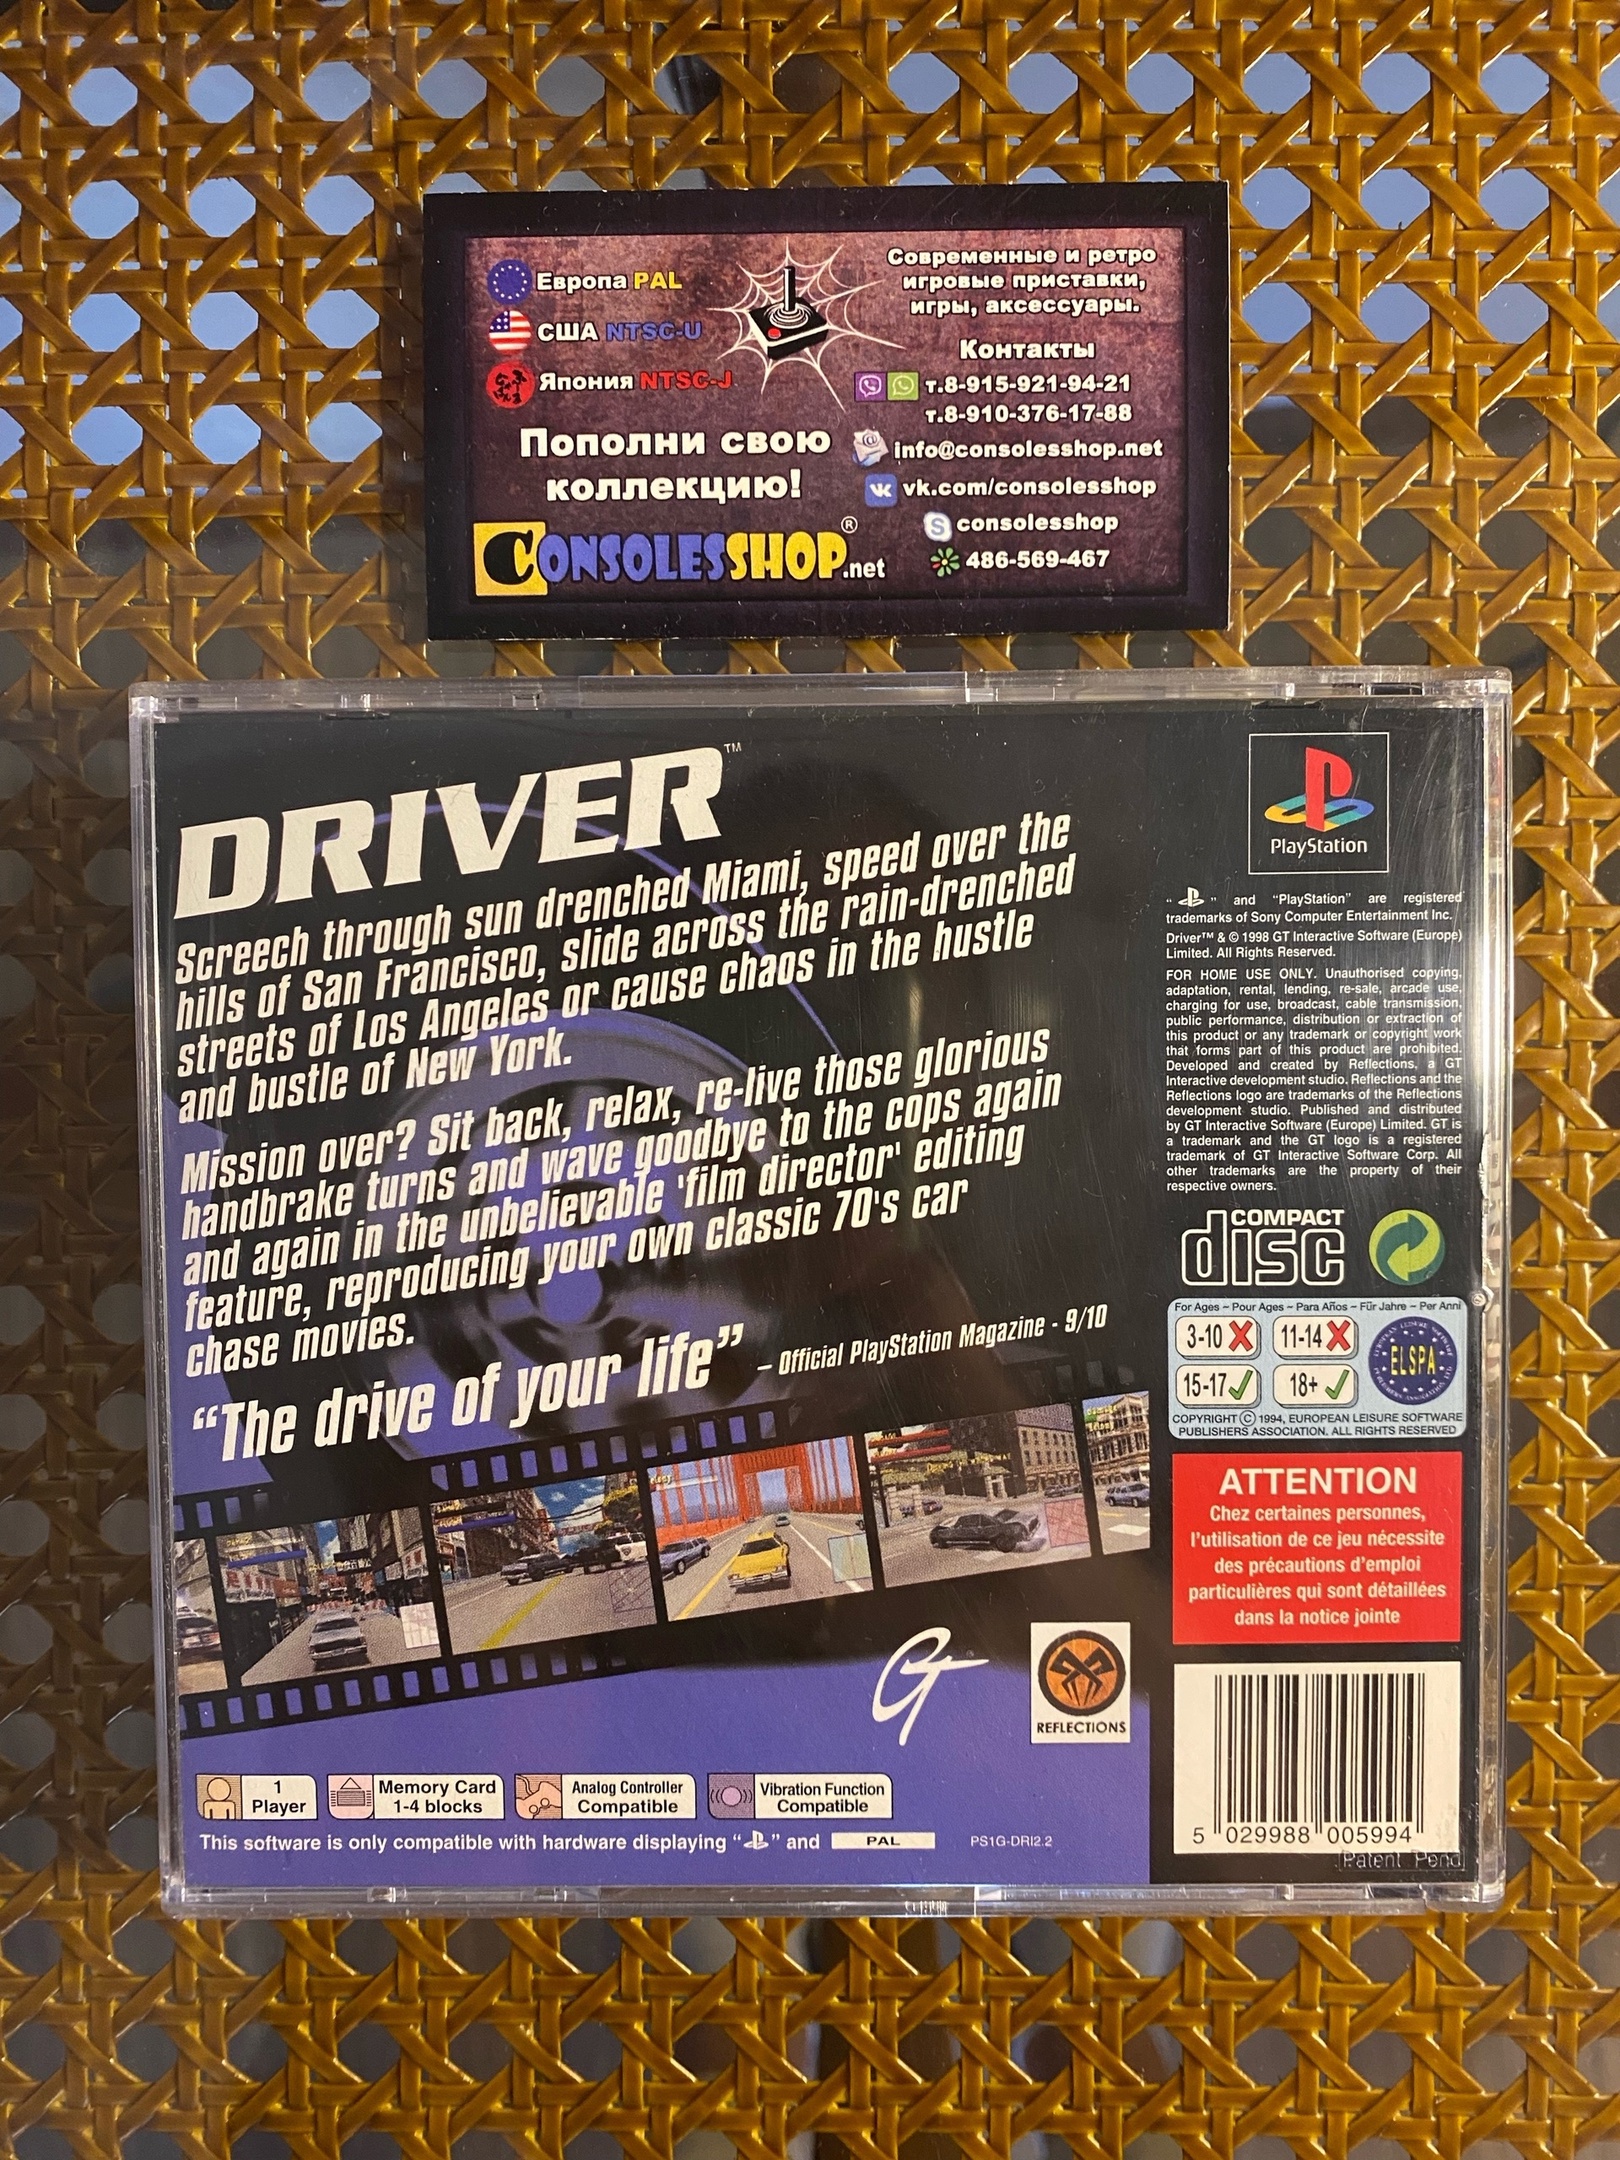 Европа PAL
США NTSC-U
Япония NTSC-J
Пополни свою
коллекцию!
CONSOLESSHOP.net
®
Современные и ретро
игровые приставки,
игры, аксессуары.
Контакты
т.8-915-921-94-21
т.8-910-376-17-88
info@consolesshop.net
vk.com/consolesshop
consolesshop
486-569-467
DRIVER™
Screech through sun drenched Miami, speed over the
hills of San Francisco, slide across the rain-drenched
streets of Los Angeles or cause chaos in the hustle
and bustle of New York.
Mission over? Sit back, relax, re-live those glorious
handbrake turns and wave goodbye to the cops again
and again in the unbelievable 'film director' editing
feature, reproducing your own classic 70's car
chase movies.
“The drive of your life” – Official PlayStation Magazine - 9/10
GT
REFLECTIONS
1
Player
Memory Card
1-4 blocks
Analog Controller
Compatible
Vibration Function
Compatible
This software is only compatible with hardware displaying “ ” and PAL
PS1G-DRI2.2
PlayStation
“ ” and “PlayStation” are registered
trademarks of Sony Computer Entertainment Inc.
Driver™ & © 1998 GT Interactive Software (Europe)
Limited. All Rights Reserved.
FOR HOME USE ONLY. Unauthorised copying,
adaptation, rental, lending, re-sale, arcade use,
charging for use, broadcast, cable transmission,
public performance, distribution or extraction of
this product or any trademark or copyright work
that forms part of this product are prohibited.
Developed and created by Reflections, a GT
Interactive development studio. Reflections and the
Reflections logo are trademarks of the Reflections
development studio. Published and distributed
by GT Interactive Software (Europe) Limited. GT is
a trademark and the GT logo is a registered
trademark of GT Interactive Software Corp. All
other trademarks are the property of their
respective owners.
COMPACT
disc
For Ages – Pour Ages – Para Años – Für Jahre – Per Anni
3-10 11-14
15-17 18+
ELSPA
COPYRIGHT © 1994, EUROPEAN LEISURE SOFTWARE
PUBLISHERS ASSOCIATION. ALL RIGHTS RESERVED
ATTENTION
Chez certaines personnes,
l'utilisation de ce jeu nécessite
des précautions d'emploi
particulières qui sont détaillées
dans la notice jointe
5 029988 005994
Patent Pend